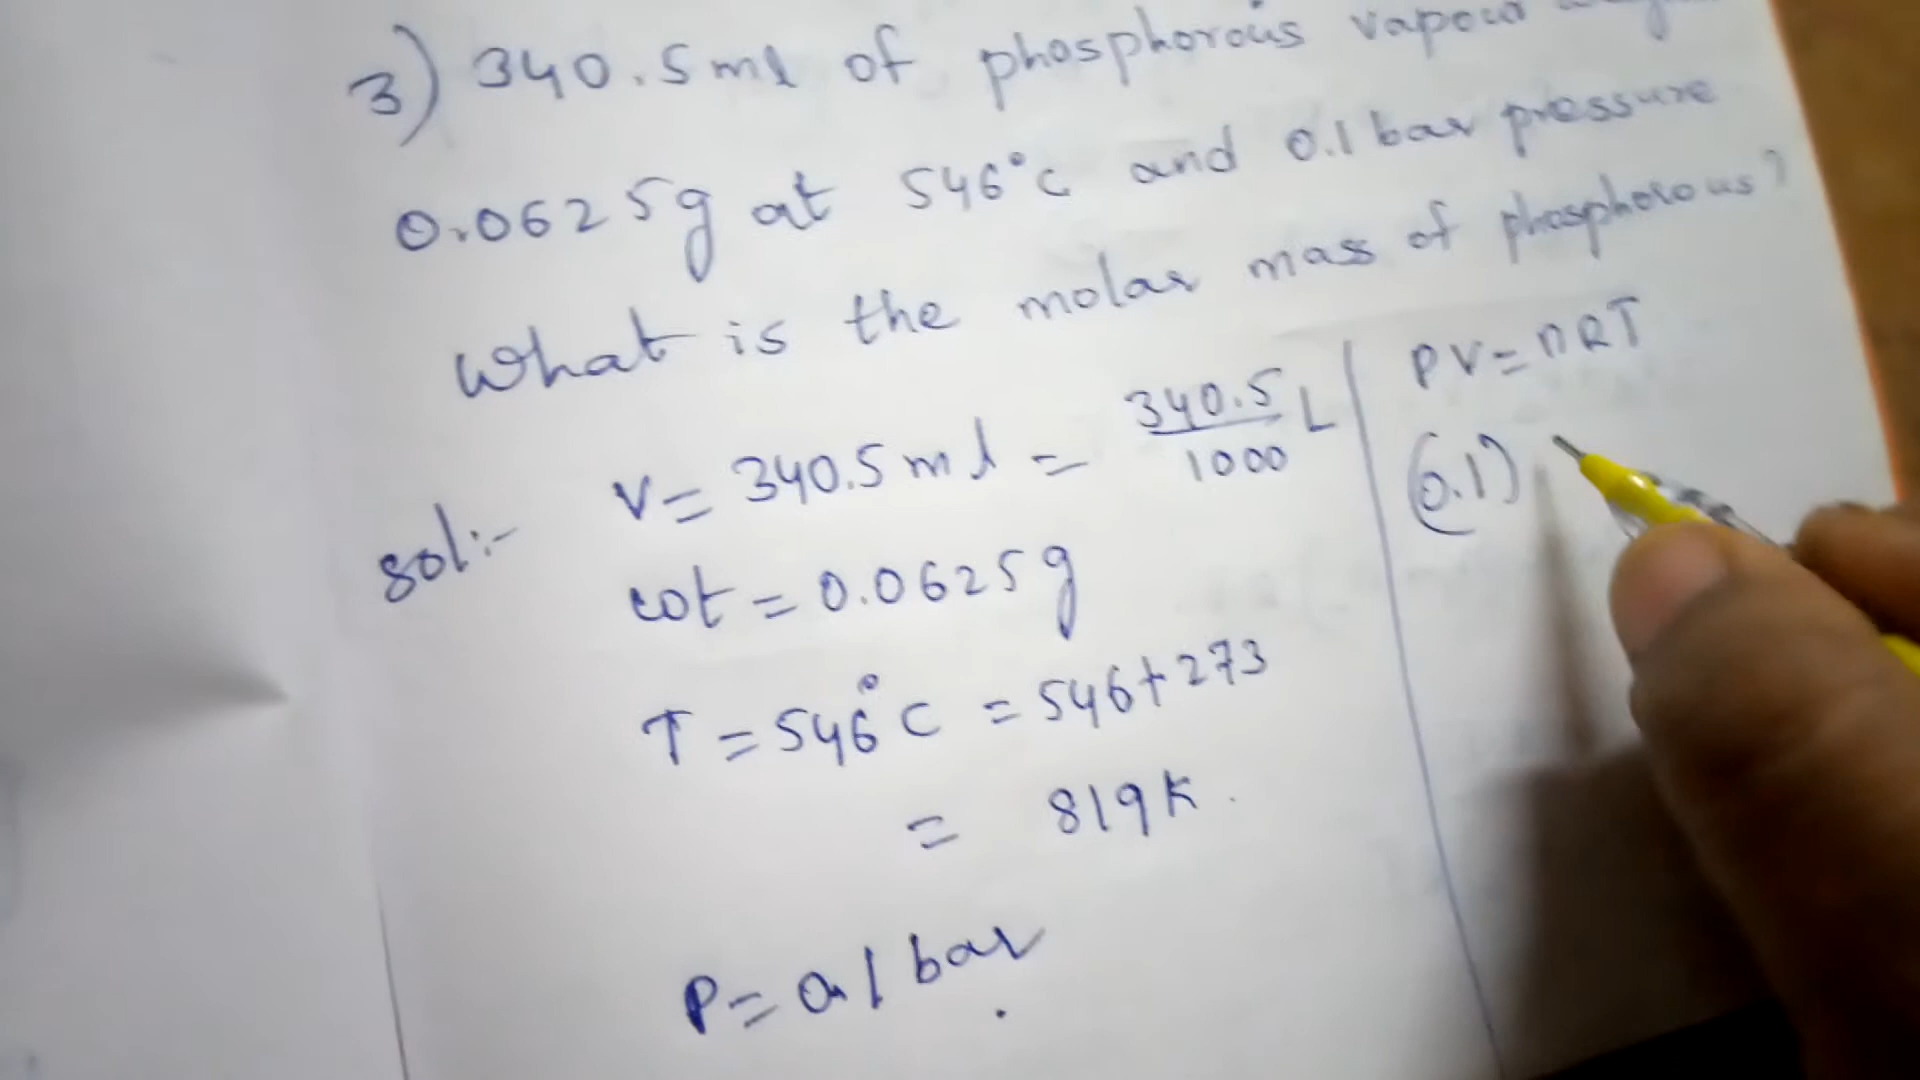 3) 340.5 ml of phosphorous vapour
0.0625g at 546°C and 0.1 bar pressure
What is the molar mass of phosphorous?
sol:- V = 340.5 ml = 340.5/1000 L
wt = 0.0625g
T = 546°C = 546+273
= 819K.
P = 0.1 bar
PV = nRT
(0.1)